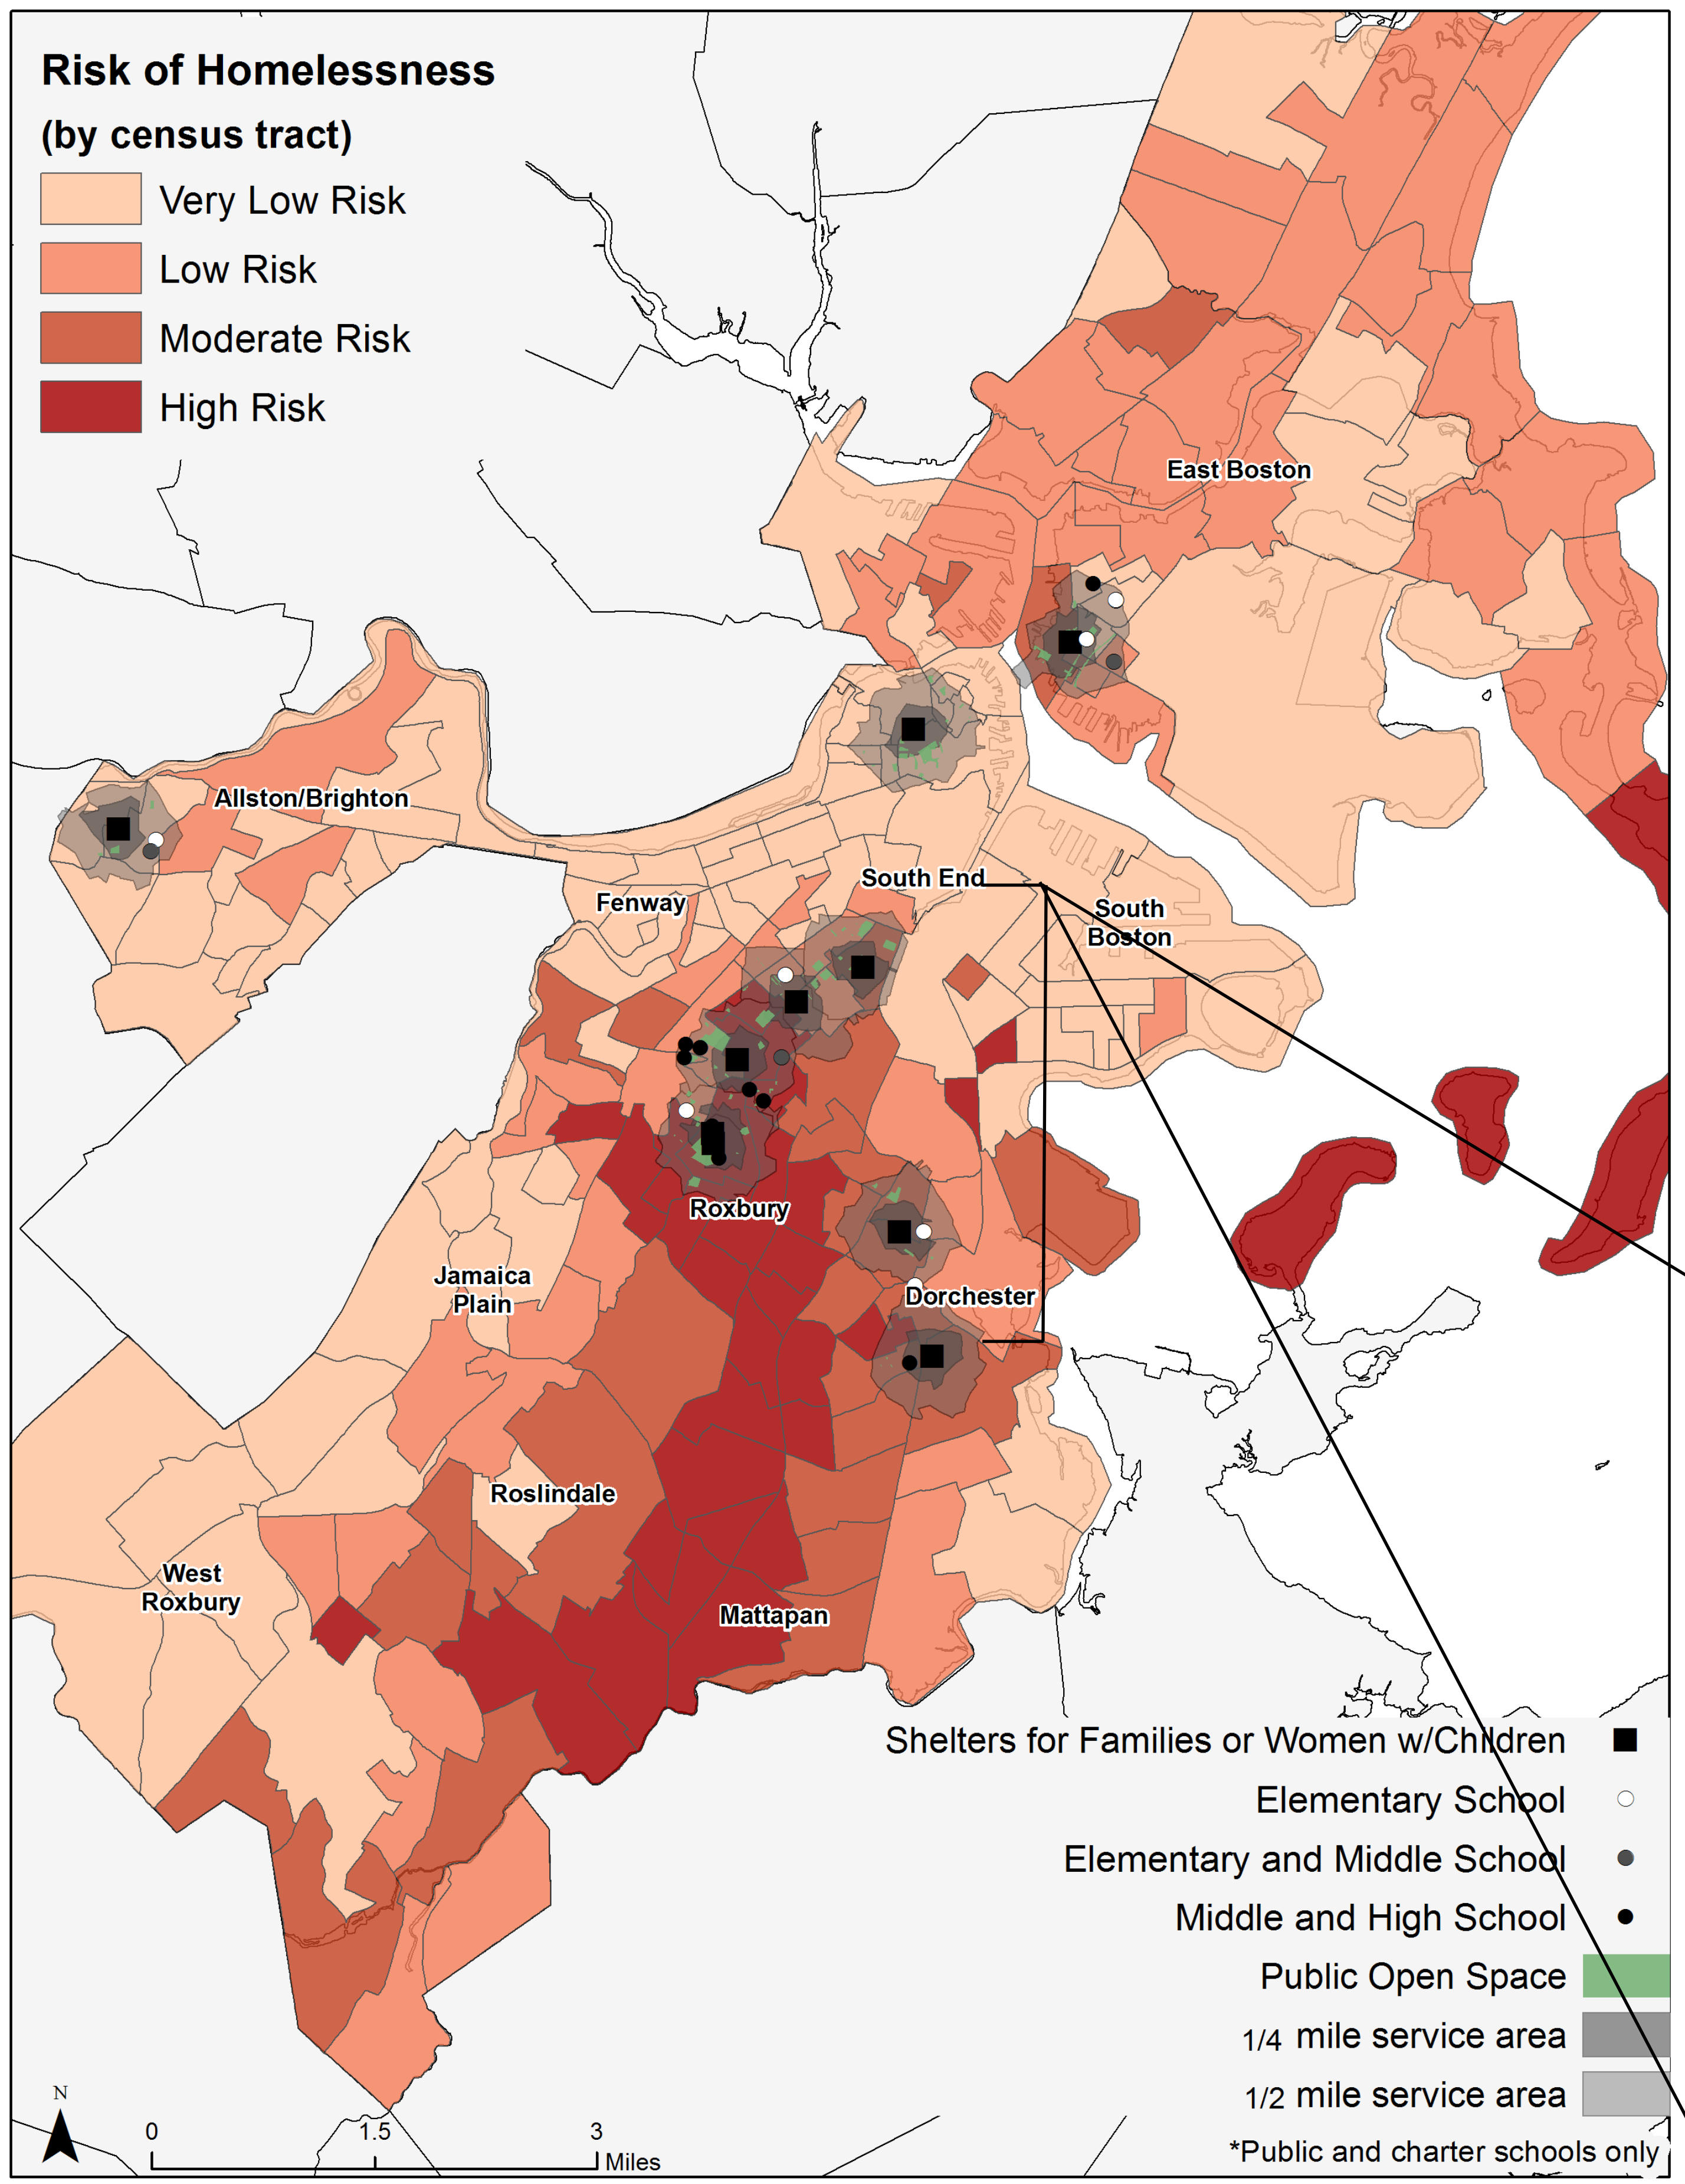 Risk of Homelessness
(by census tract)
Very Low Risk
Low Risk
Moderate Risk
High Risk
East Boston
Allston/Brighton
South End
Fenway
South
Boston
Roxbury
Jamaica
Plain
Dorchester
Roslindale
West
Roxbury
Mattapan
Shelters for Families or Women w/Children
Elementary School
Elementary and Middle School
Middle and High School
Public Open Space
1/4 mile service area
1/2 mile service area
*Public and charter schools only
N
0 1.5 3
Miles